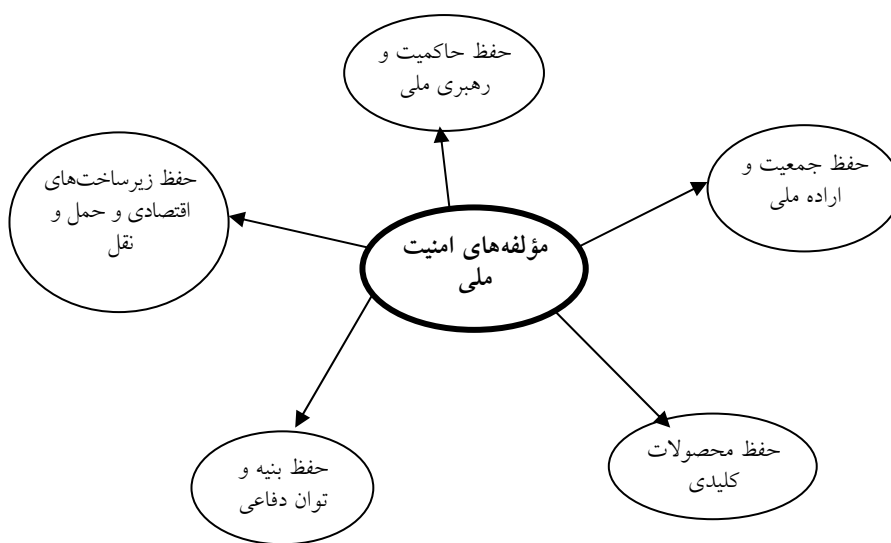 حفظ حاکمیت و
رهبری ملی
حفظ جمعیت و
اراده ملی
حفظ زیرساخت‌های
اقتصادی و حمل و
نقل
مؤلفه‌های امنیت
ملی
حفظ محصولات
کلیدی
حفظ بنیه و
توان دفاعی